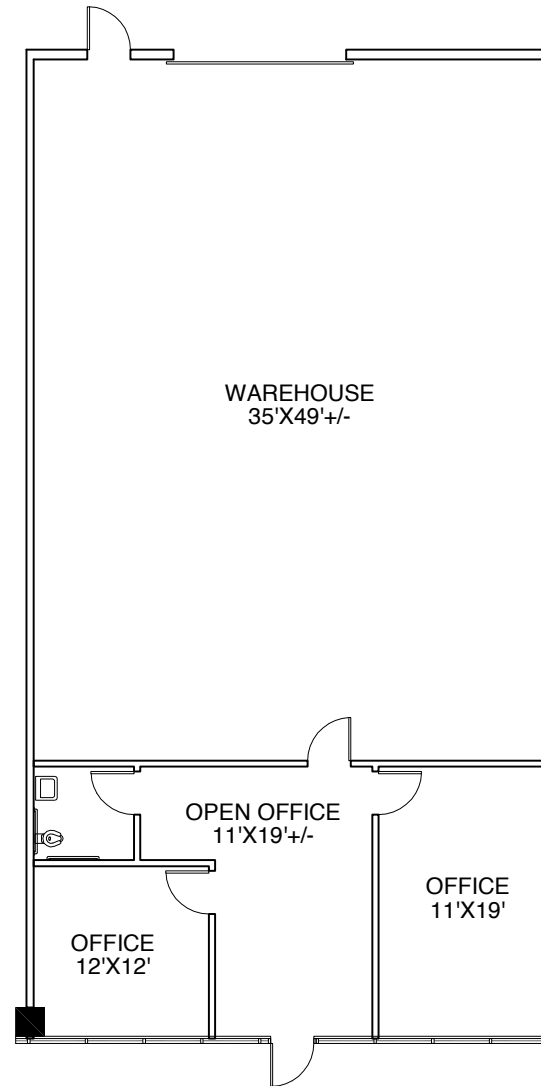 WAREHOUSE
35'X49'+/-
OPEN OFFICE
11'X19'+/-
OFFICE
11'X19'
OFFICE
12'X12'